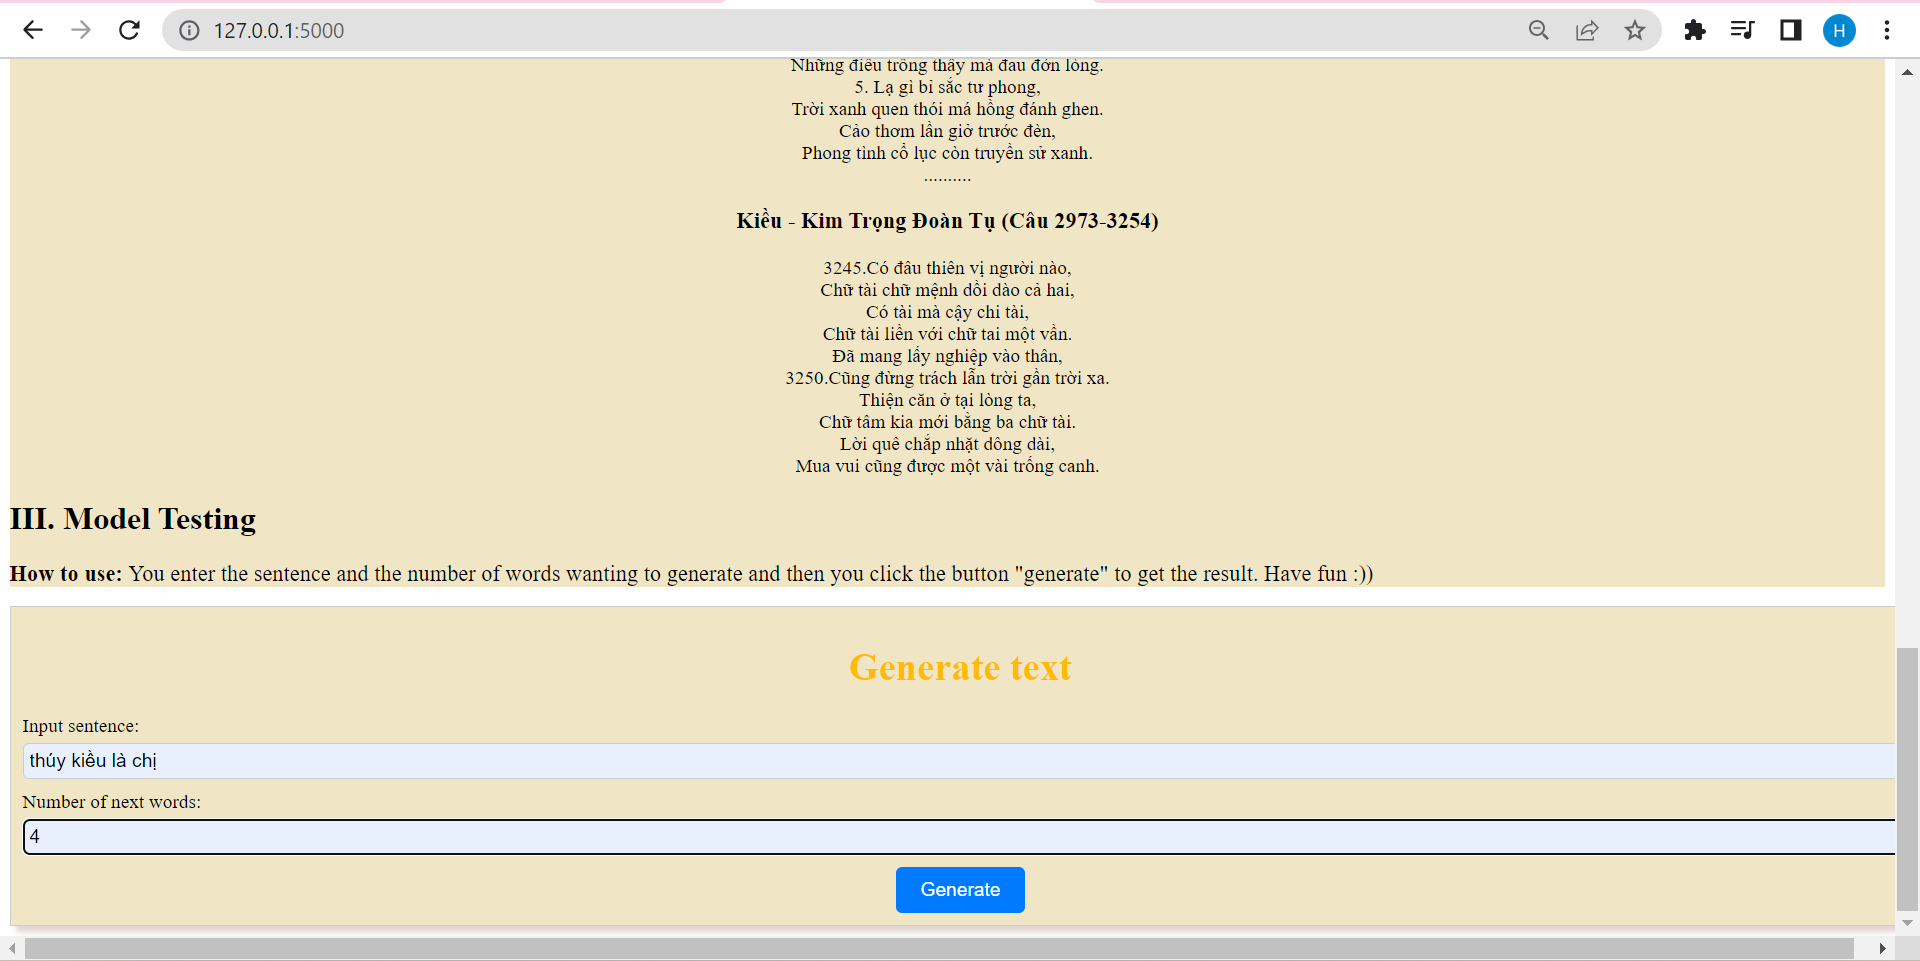 127.0.0.1:5000
H
Những điều trông thấy mà đau đớn lòng.
5. Lạ gì bỉ sắc tư phong,
Trời xanh quen thói má hồng đánh ghen.
Cảo thơm lần giở trước đèn,
Phong tình cổ lục còn truyền sử xanh.
..........
Kiều - Kim Trọng Đoàn Tụ (Câu 2973-3254)
3245.Có đâu thiên vị người nào,
Chữ tài chữ mệnh dồi dào cả hai,
Có tài mà cậy chi tài,
Chữ tài liền với chữ tai một vần.
Đã mang lấy nghiệp vào thân,
3250.Cũng đừng trách lẫn trời gần trời xa.
Thiện căn ở tại lòng ta,
Chữ tâm kia mới bằng ba chữ tài.
Lời quê chắp nhặt dông dài,
Mua vui cũng được một vài trống canh.
III. Model Testing
How to use: You enter the sentence and the number of words wanting to generate and then you click the button "generate" to get the result. Have fun :))
Generate text
Input sentence:
thúy kiều là chị
Number of next words:
4
Generate